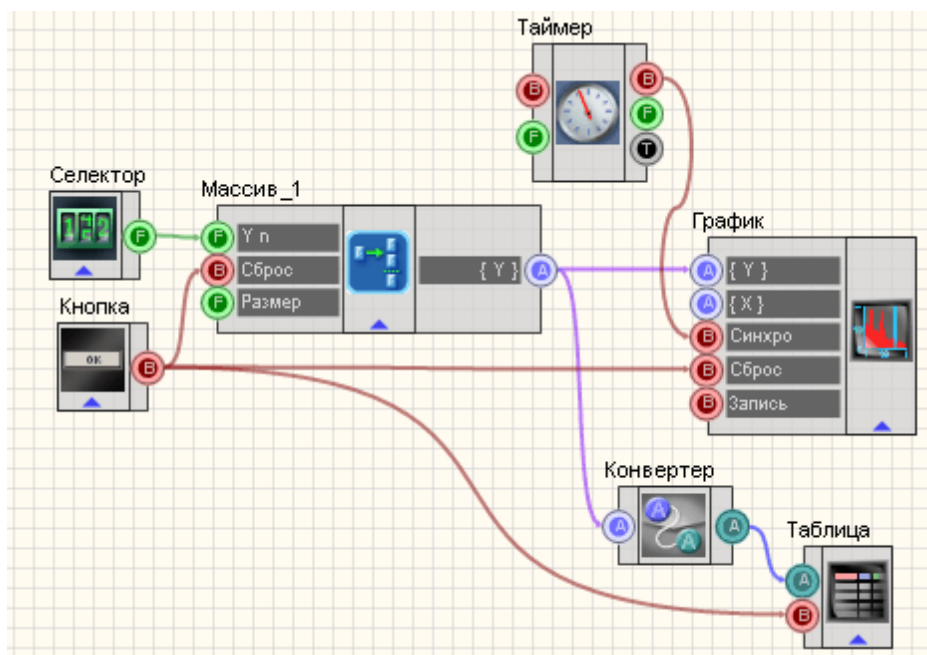 Таймер
B
B
F
F
T
Селектор
F
Массив_1
F Y n
B Сброс
F Размер
{ Y } A
График
A { Y }
A { X }
B Синхро
B Сброс
B Запись
Кнопка
OK
B
Конвертер
A
A
A
A
Таблица
A
B